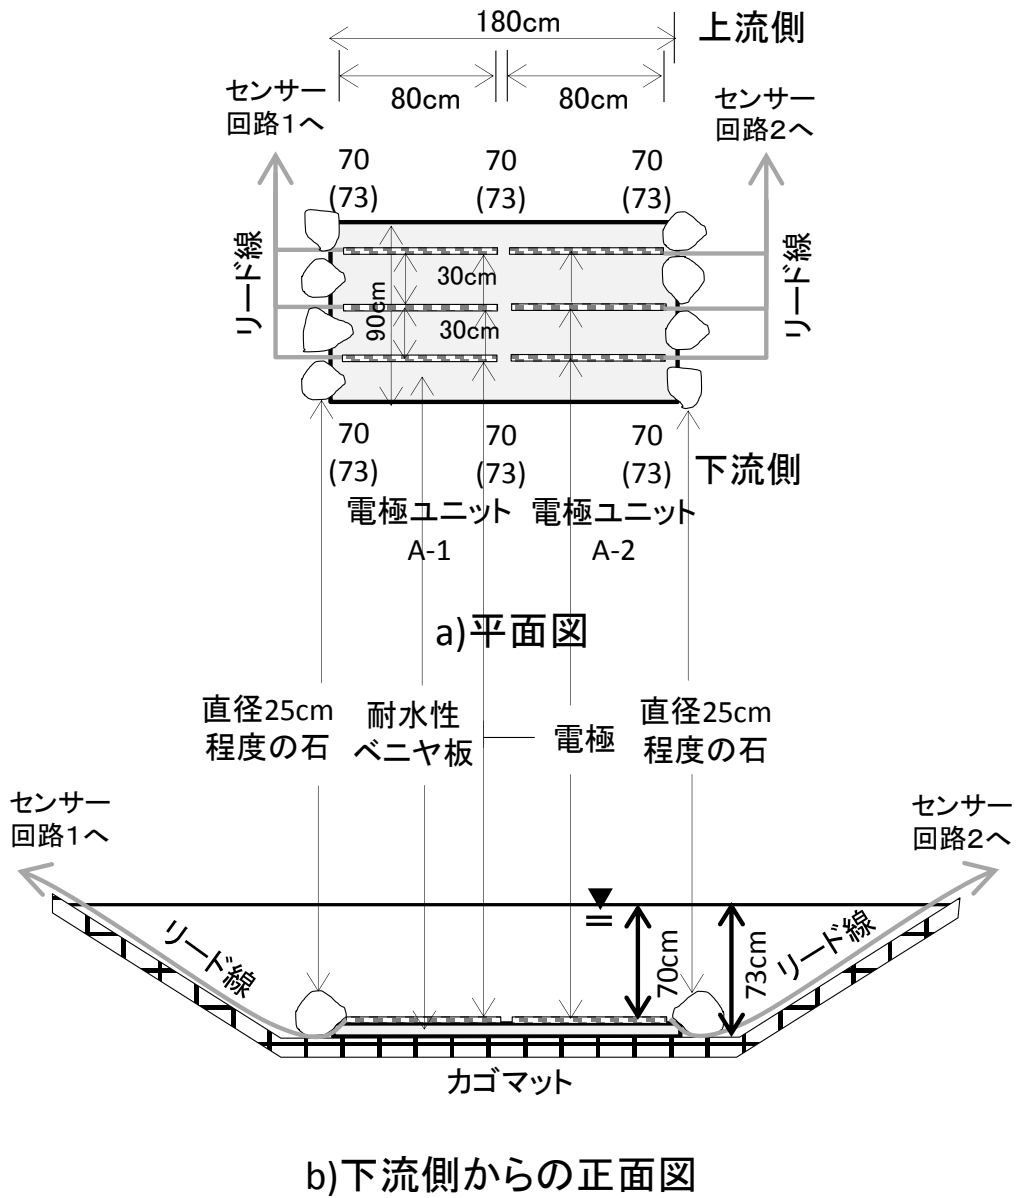 180cm
上流側
80cm
80cm
センサー
回路1へ
センサー
回路2へ
70
(73)
70
(73)
70
(73)
リード線
リード線
30cm
90cm
30cm
70
(73)
70
(73)
70
(73)
下流側
電極ユニット
A-1
電極ユニット
A-2
a)平面図
直径25cm
程度の石
耐水性
ベニヤ板
電極
直径25cm
程度の石
センサー
回路1へ
センサー
回路2へ
リード線
70cm
73cm
リード線
カゴマット
b)下流側からの正面図